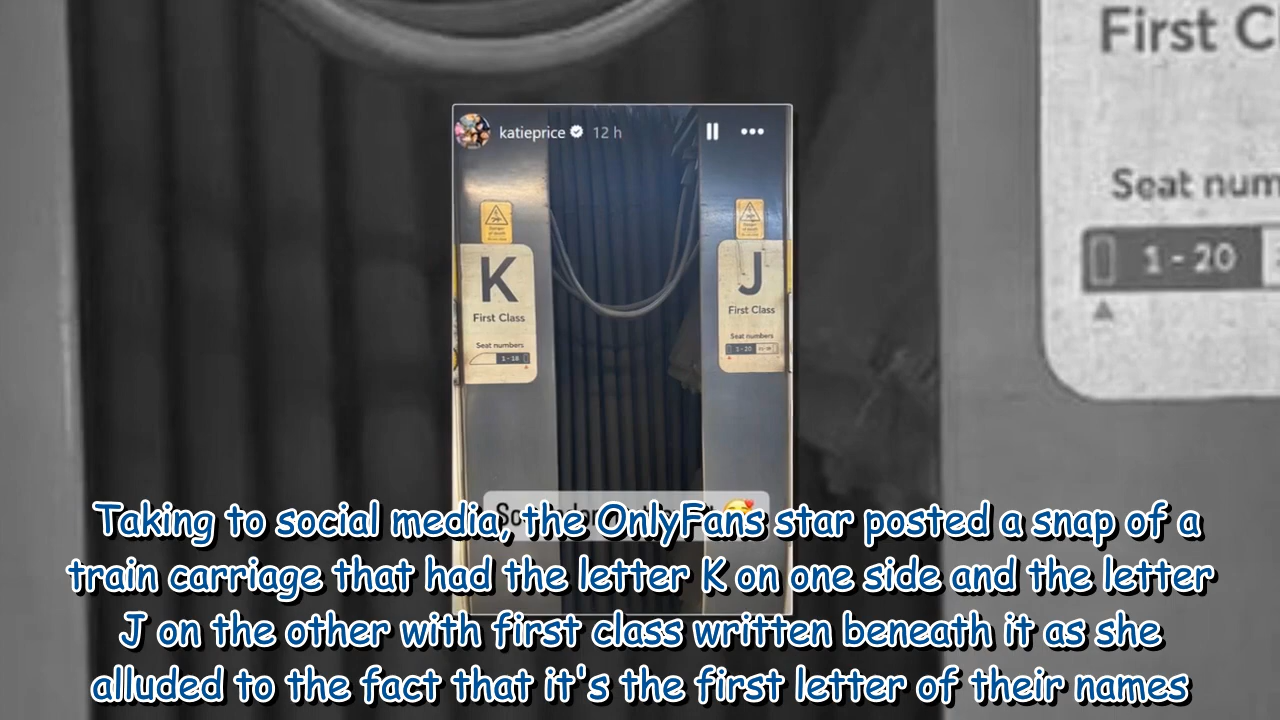 First C
Seat num
1 - 20
katieprice 12 h
K
First Class
Seat numbers
1 - 18
J
First Class
Seat numbers
1 - 20
Taking to social media, the OnlyFans star posted a snap of a
train carriage that had the letter K on one side and the letter
J on the other with first class written beneath it as she
alluded to the fact that it's the first letter of their names